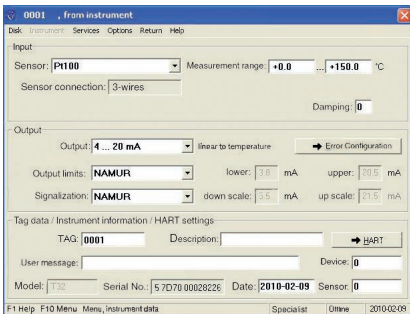 0001 , from instrument
Disk Instrument Services Options Return Help
Input
Sensor: Pt100 Measurement range: +0.0 ... +150.0 °C
Sensor connection: 3-wires
Damping: 0
Output
Output: 4 ... 20 mA linear to temperature → Error Configuration
Output limits: NAMUR lower: 3.8 mA upper: 20.5 mA
Signalization: NAMUR down scale: 3.5 mA up scale: 21.5 mA
Tag data / Instrument information / HART settings
TAG: 0001 Description: → HART
User message: Device: 0
Model: T32 Serial No.: 5 7D70 00028226 Date: 2010-02-09 Sensor: 0
F1 Help F10 Menu Menu, instrument data Specialist Offline 2010-02-09